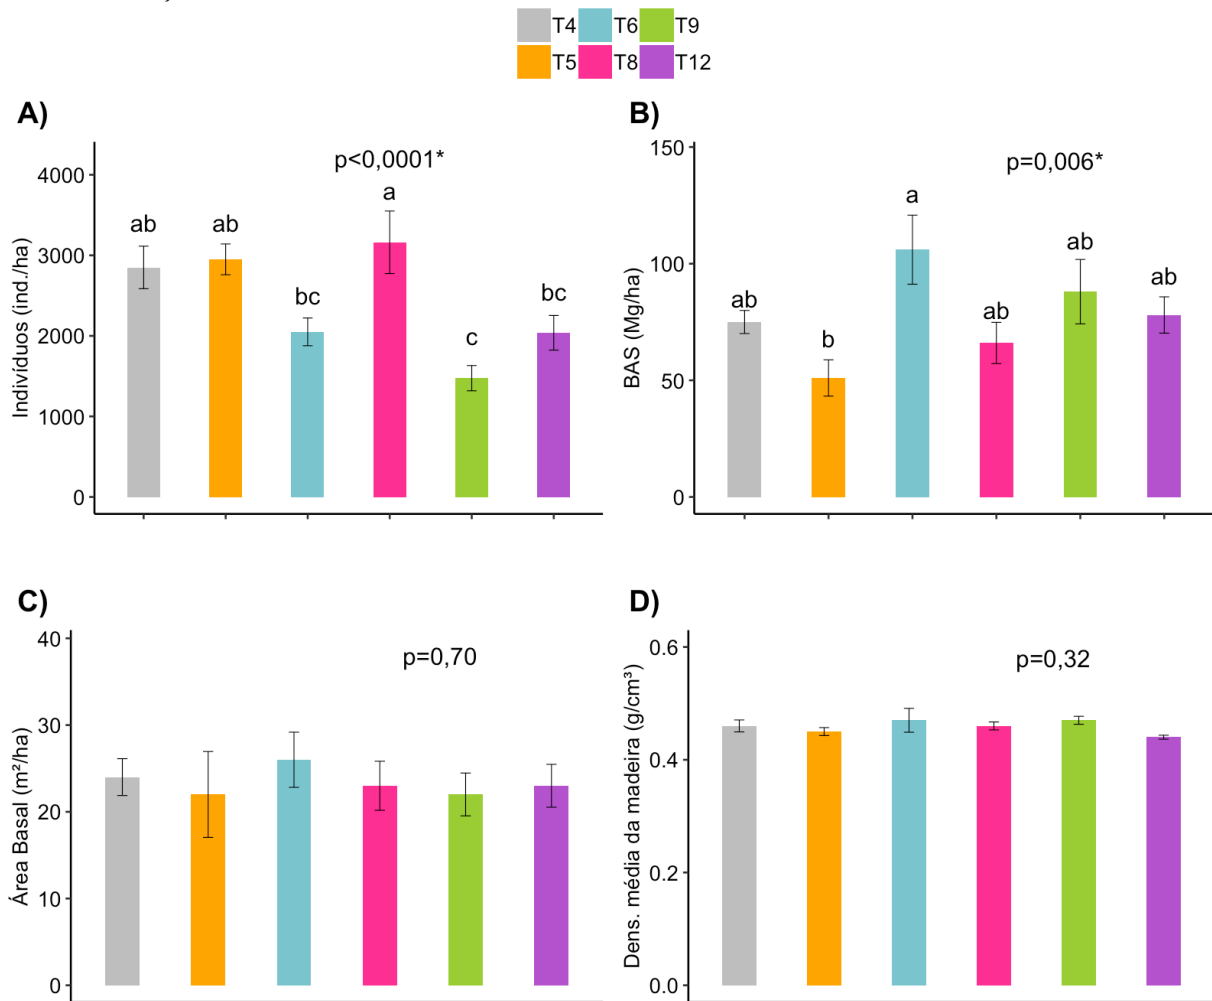 T4 T6 T9
T5 T8 T12
A)
p<0,0001*
Indivíduos (ind./ha)
4000
3000
2000
1000
0
ab ab bc a c bc
B)
p=0,006*
BAS (Mg/ha)
150
100
50
0
ab b a ab ab ab
C)
p=0,70
Área Basal (m²/ha)
40
30
20
10
0
D)
p=0,32
Dens. média da madeira (g/cm³)
0.6
0.4
0.2
0.0